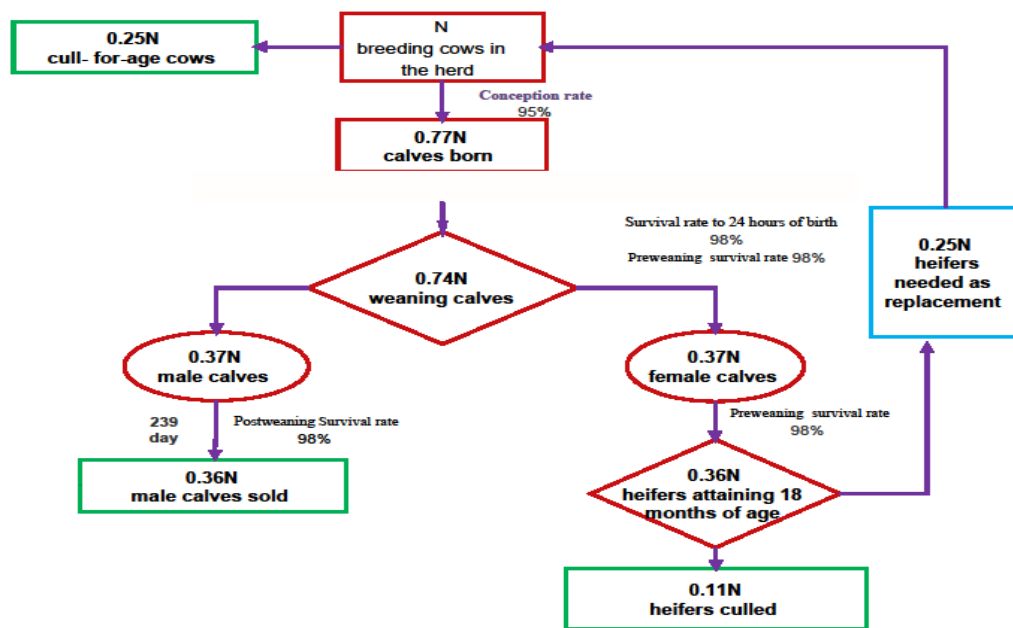 0.25N
cull- for-age cows
N
breeding cows in
the herd
Conception rate
95%
0.77N
calves born
Survival rate to 24 hours of birth
98%
Preweaning survival rate 98%
0.74N
weaning calves
0.25N
heifers
needed as
replacement
0.37N
male calves
0.37N
female calves
239
day
Postweaning Survival rate
98%
Preweaning survival rate
98%
0.36N
male calves sold
0.36N
heifers attaining 18
months of age
0.11N
heifers culled